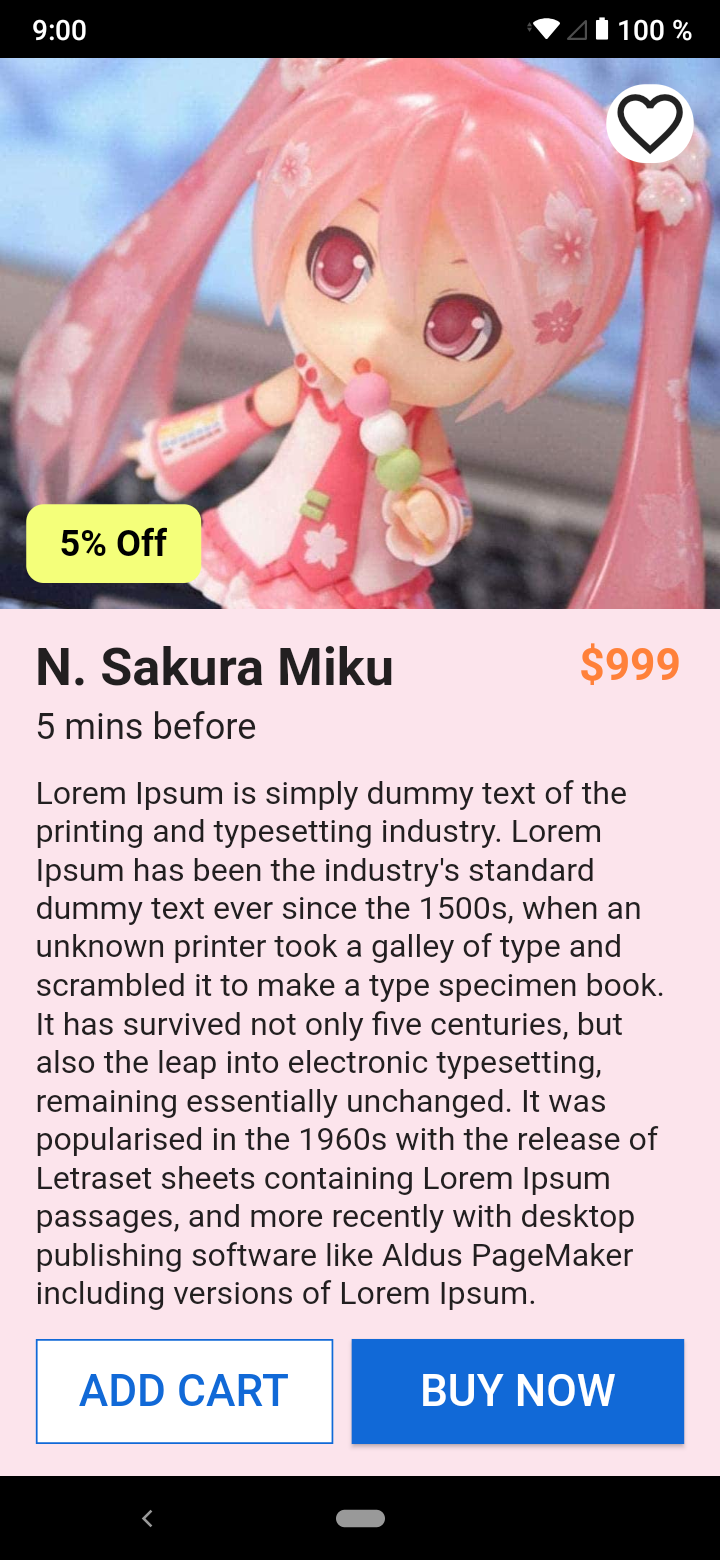 9:00
100 %
5% Off
N. Sakura Miku
$999
5 mins before
Lorem Ipsum is simply dummy text of the
printing and typesetting industry. Lorem
Ipsum has been the industry's standard
dummy text ever since the 1500s, when an
unknown printer took a galley of type and
scrambled it to make a type specimen book.
It has survived not only five centuries, but
also the leap into electronic typesetting,
remaining essentially unchanged. It was
popularised in the 1960s with the release of
Letraset sheets containing Lorem Ipsum
passages, and more recently with desktop
publishing software like Aldus PageMaker
including versions of Lorem Ipsum.
ADD CART
BUY NOW